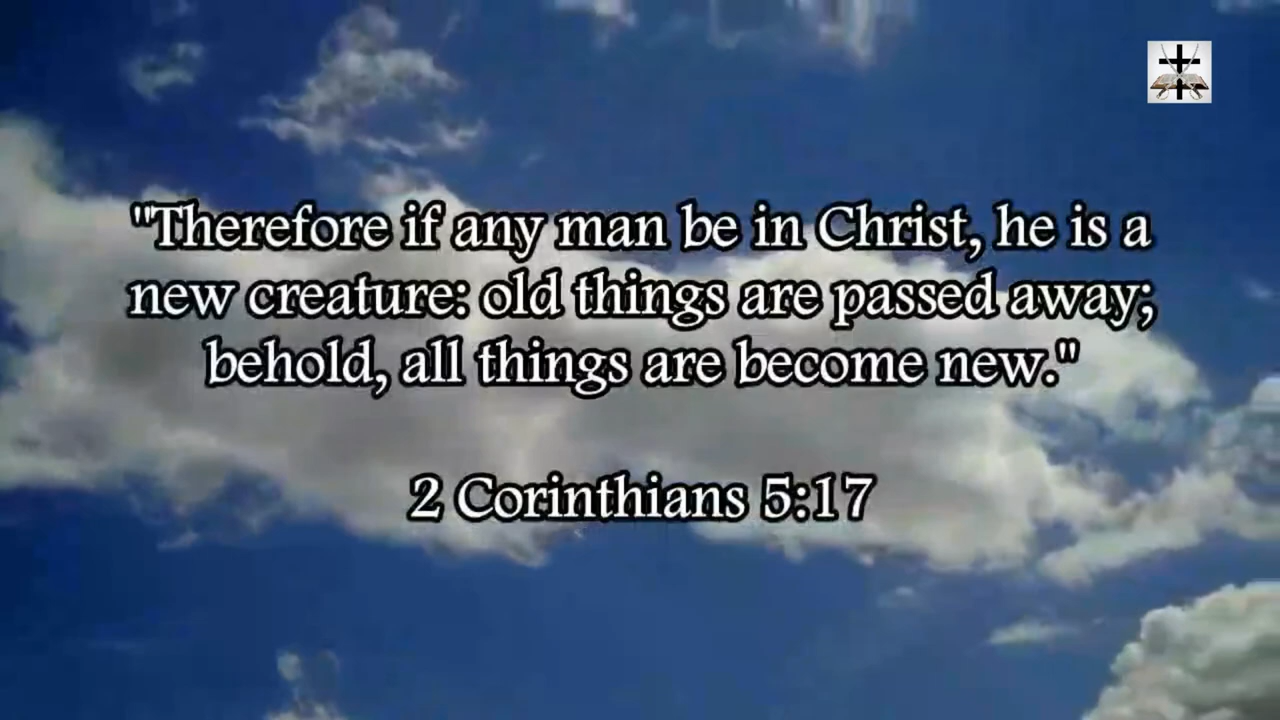 "Therefore if any man be in Christ, he is a
new creature: old things are passed away;
behold, all things are become new."
2 Corinthians 5:17